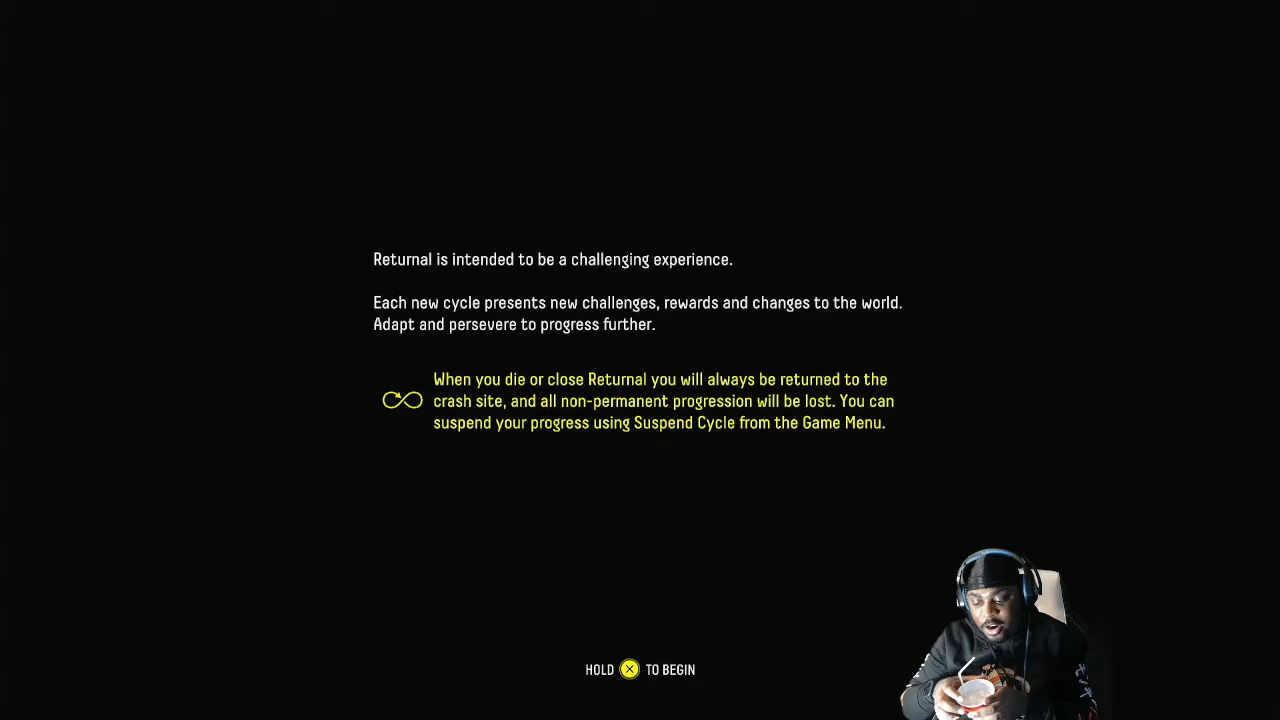 Returnal is intended to be a challenging experience.
Each new cycle presents new challenges, rewards and changes to the world.
Adapt and persevere to progress further.
When you die or close Returnal you will always be returned to the
crash site, and all non-permanent progression will be lost. You can
suspend your progress using Suspend Cycle from the Game Menu.
HOLD ✕ TO BEGIN